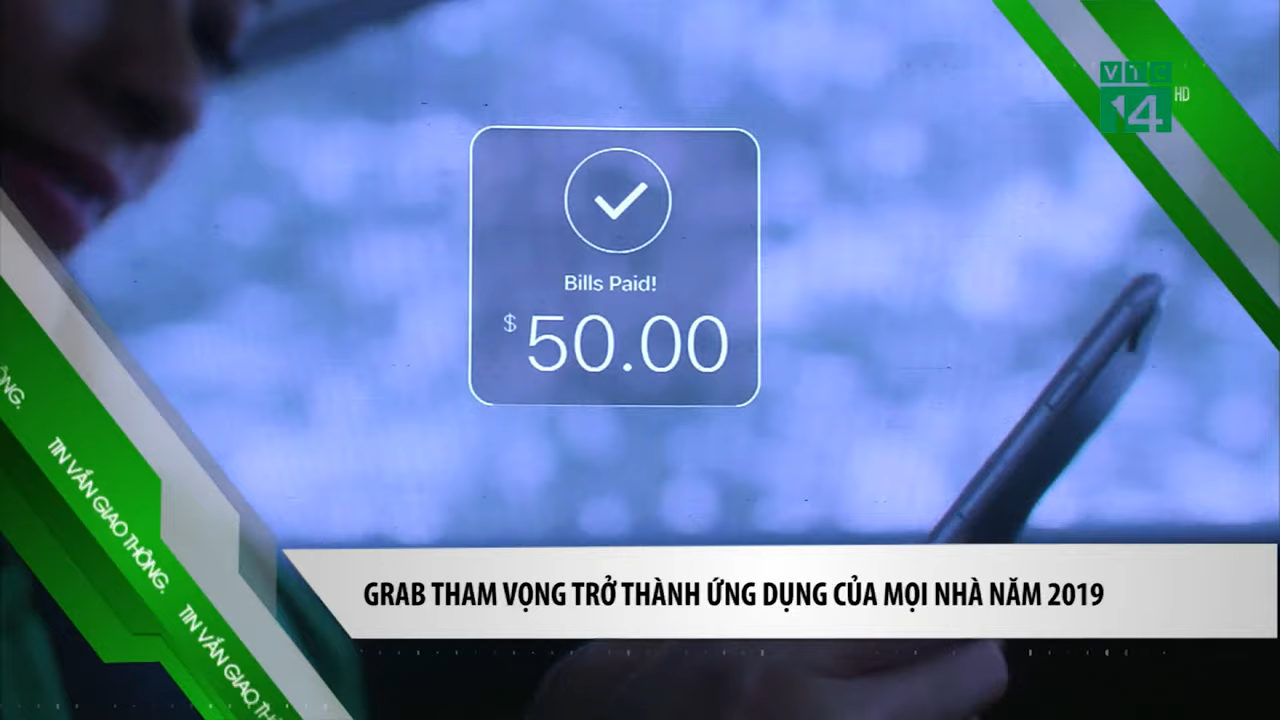 VTC
14
HD
Bills Paid!
$ 50.00
TIN VẮN GIAO THÔNG.
TIN VẮN GIAO
GRAB THAM VỌNG TRỞ THÀNH ỨNG DỤNG CỦA MỌI NHÀ NĂM 2019